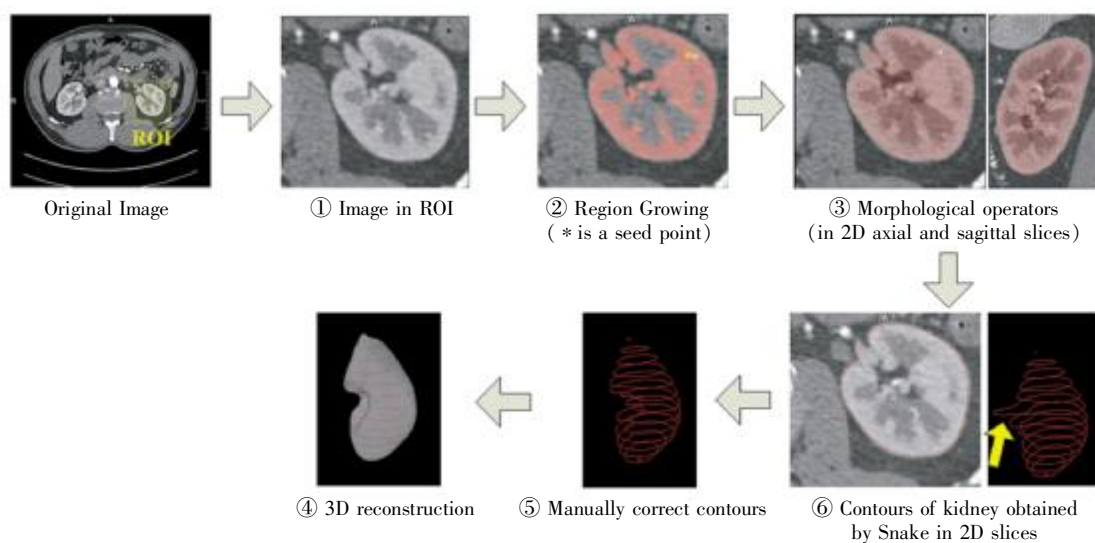 ROI
Original Image
① Image in ROI
② Region Growing
( * is a seed point)
③ Morphological operators
(in 2D axial and sagittal slices)
④ 3D reconstruction
⑤ Manually correct contours
⑥ Contours of kidney obtained
by Snake in 2D slices